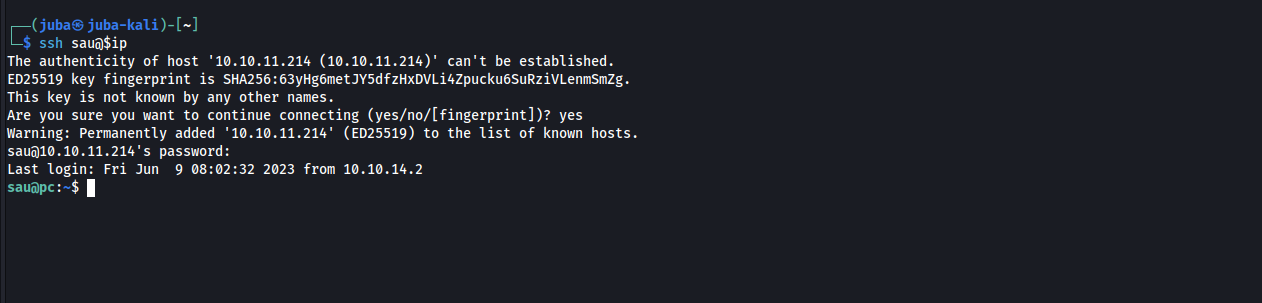 ┌──(juba㉿juba-kali)-[~]
└─$ ssh sau@$ip
The authenticity of host '10.10.11.214 (10.10.11.214)' can't be established.
ED25519 key fingerprint is SHA256:63yHg6metJY5dfzHxDVLi4Zpucku6SuRziVLenmSmZg.
This key is not known by any other names.
Are you sure you want to continue connecting (yes/no/[fingerprint])? yes
Warning: Permanently added '10.10.11.214' (ED25519) to the list of known hosts.
sau@10.10.11.214's password:
Last login: Fri Jun  9 08:02:32 2023 from 10.10.14.2
sau@pc:~$